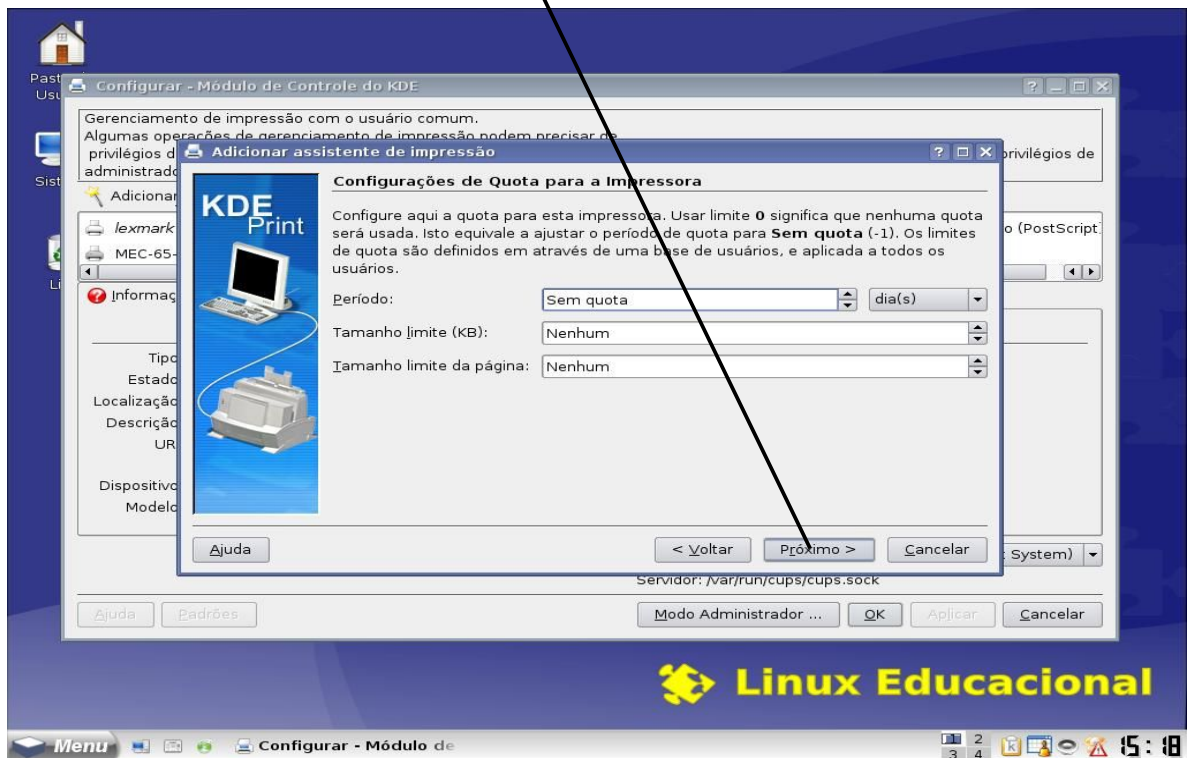 Configurar - Módulo de Controle do KDE
Gerenciamento de impressão com o usuário comum.
Algumas operações de gerenciamento de impressão podem precisar de
privilégios d
privilégios de
administrado
Adicionar assistente de impressão
Adicionar
lexmark
o (PostScript
MEC-65-
Informaç
Tipo
Estado
Localização
Descrição
UR
Dispositivo
Modelo
KDE
Print
Configurações de Quota para a Impressora
Configure aqui a quota para esta impressora. Usar limite 0 significa que nenhuma quota
será usada. Isto equivale a ajustar o período de quota para Sem quota (-1). Os limites
de quota são definidos em através de uma base de usuários, e aplicada a todos os
usuários.
Período: Sem quota dia(s)
Tamanho limite (KB): Nenhum
Tamanho limite da página: Nenhum
Ajuda < Voltar Próximo > Cancelar
System)
Servidor: /var/run/cups/cups.sock
Ajuda Padrões Modo Administrador ... OK Aplicar Cancelar
Past
Usu
Sist
Li
Linux Educacional
Menu Configurar - Módulo de 1 2 3 4 15:18